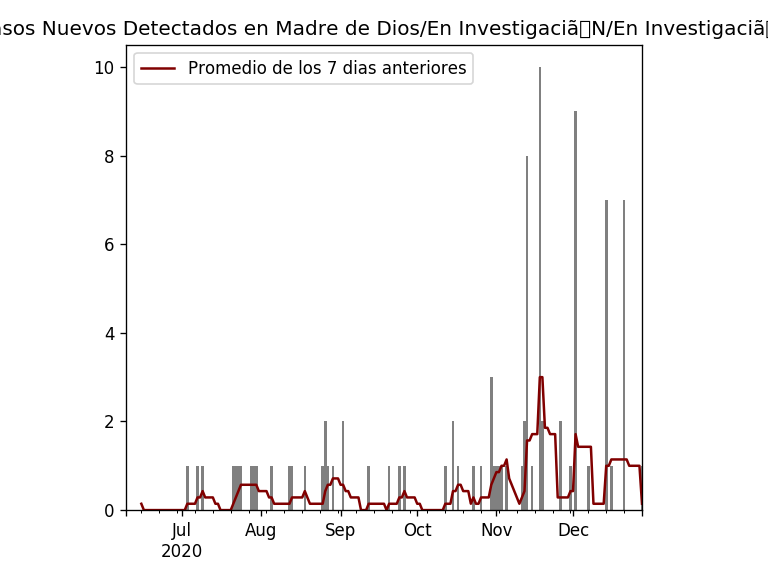 sos Nuevos Detectados en Madre de Dios/En Investigaciã▯N/En Investigaciã▯
Promedio de los 7 dias anteriores
10
8
6
4
2
0
Jul Aug Sep Oct Nov Dec
2020